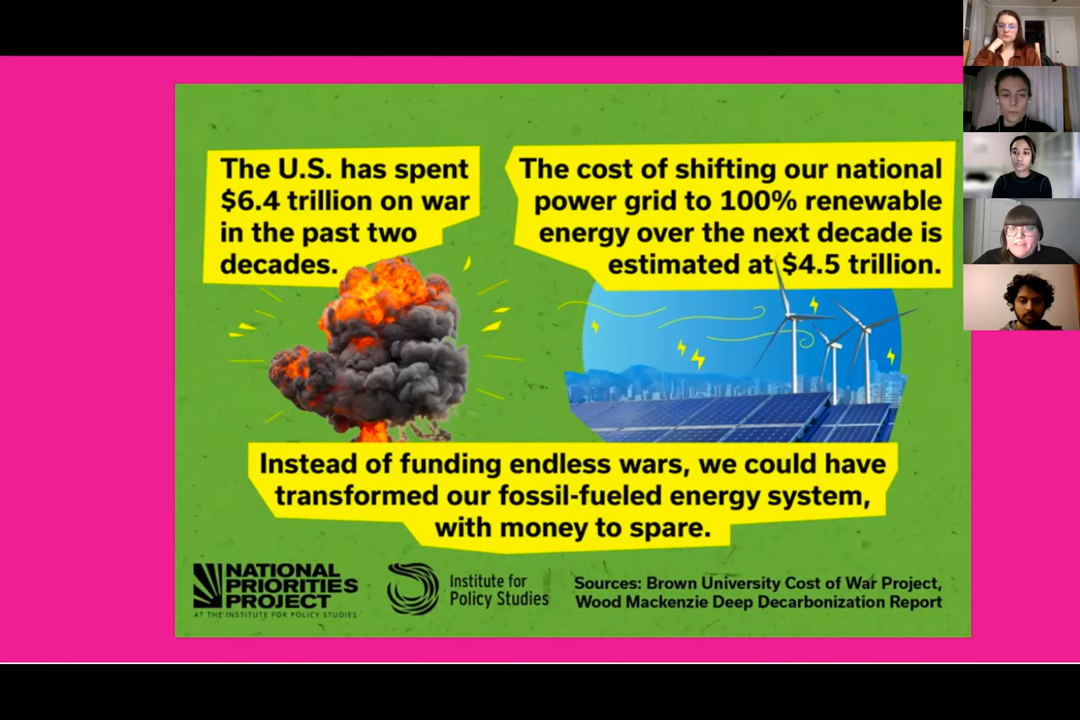 The U.S. has spent
$6.4 trillion on war
in the past two
decades.
The cost of shifting our national
power grid to 100% renewable
energy over the next decade is
estimated at $4.5 trillion.
Instead of funding endless wars, we could have
transformed our fossil-fueled energy system,
with money to spare.
NATIONAL
PRIORITIES
PROJECT
AT THE INSTITUTE FOR POLICY STUDIES
Institute for
Policy Studies
Sources: Brown University Cost of War Project,
Wood Mackenzie Deep Decarbonization Report